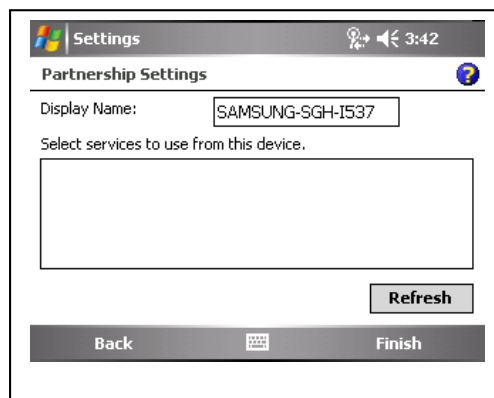 Settings 3:42
Partnership Settings
Display Name: SAMSUNG-SGH-I537
Select services to use from this device.
Refresh
Back Finish